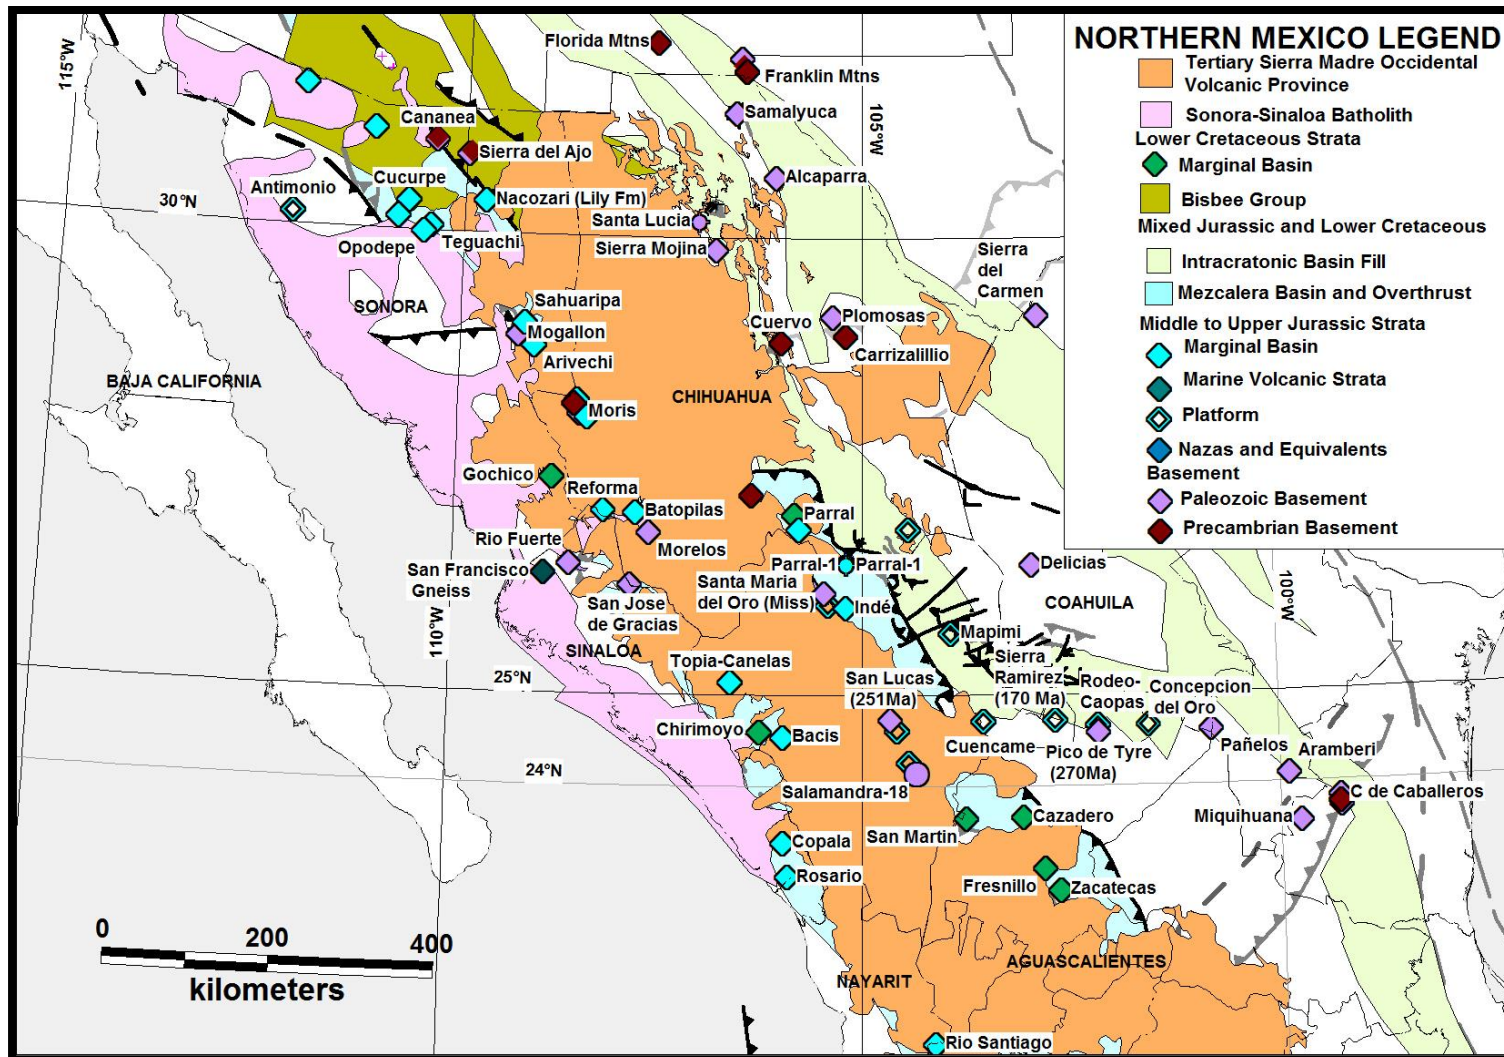 NORTHERN MEXICO LEGEND
Tertiary Sierra Madre Occidental
Volcanic Province
Sonora-Sinaloa Batholith
Lower Cretaceous Strata
Marginal Basin
Bisbee Group
Mixed Jurassic and Lower Cretaceous
Intracratonic Basin Fill
Mezcalera Basin and Overthrust
Middle to Upper Jurassic Strata
Marginal Basin
Marine Volcanic Strata
Platform
Nazas and Equivalents
Basement
Paleozoic Basement
Precambrian Basement
115°W
Florida Mtns
Franklin Mtns
Samalyuca
105°W
Cananea
Sierra del Ajo
Alcaparra
Cucurpe
Antimonio
30°N
Nacozari (Lily Fm)
Santa Lucia
Opodepe
Teguachi
Sierra Mojina
Sierra
del
Carmen
SONORA
Sahuaripa
Mogallon
Arivechi
Cuervo
Plomosas
Carrizalillio
BAJA CALIFORNIA
CHIHUAHUA
Moris
Gochico
Reforma
Batopilas
Parral
Rio Fuerte
Morelos
San Francisco
Gneiss
Parral-1
Parral-1
Delicias
Santa Maria
del Oro (Miss)
Indé
San Jose
de Gracias
COAHUILA
100°W
110°W
SINALOA
Mapimi
25°N
Topia-Canelas
San Lucas
(251Ma)
Sierra
Ramirez
(170 Ma)
Rodeo-
Caopas
Concepcion
del Oro
Chirimoyo
Bacis
Cuencame
Pico de Tyre
(270Ma)
Pañelos
Aramberi
24°N
Salamandra-18
C de Caballeros
Miquihuana
San Martin
Cazadero
Copala
Rosario
Fresnillo
Zacatecas
0
200
400
kilometers
NAYARIT
AGUASCALIENTES
Rio Santiago